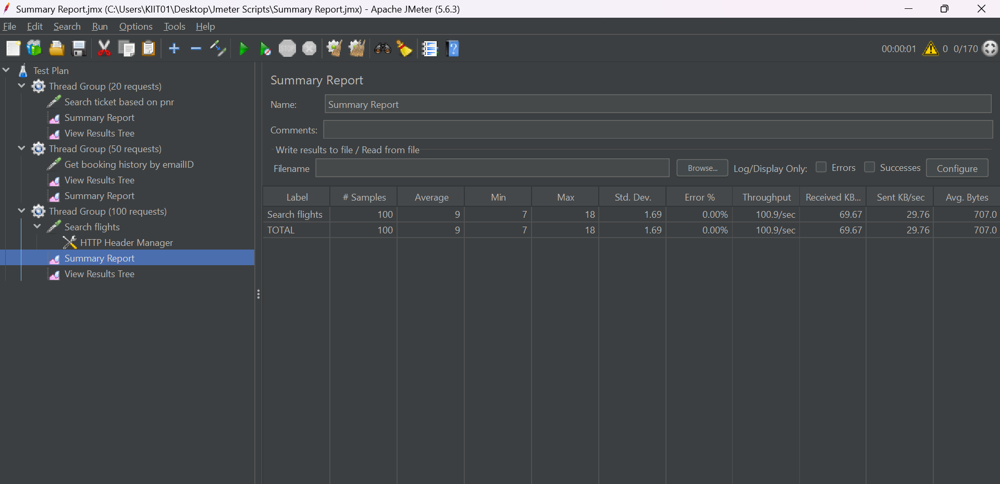 Summary Report.jmx (C:\Users\KIIT01\Desktop\Jmeter Scripts\Summary Report.jmx) - Apache JMeter (5.6.3)
File Edit Search Run Options Tools Help
STOP ? 00:00:01 0 0/170
Test Plan
Thread Group (20 requests)
Search ticket based on pnr
Summary Report
View Results Tree
Thread Group (50 requests)
Get booking history by emailID
View Results Tree
Summary Report
Thread Group (100 requests)
Search flights
HTTP Header Manager
Summary Report
View Results Tree
Summary Report
Name: Summary Report
Comments:
Write results to file / Read from file
Filename Browse... Log/Display Only: Errors Successes Configure
Label # Samples Average Min Max Std. Dev. Error % Throughput Received KB... Sent KB/sec Avg. Bytes
Search flights 100 9 7 18 1.69 0.00% 100.9/sec 69.67 29.76 707.0
TOTAL 100 9 7 18 1.69 0.00% 100.9/sec 69.67 29.76 707.0